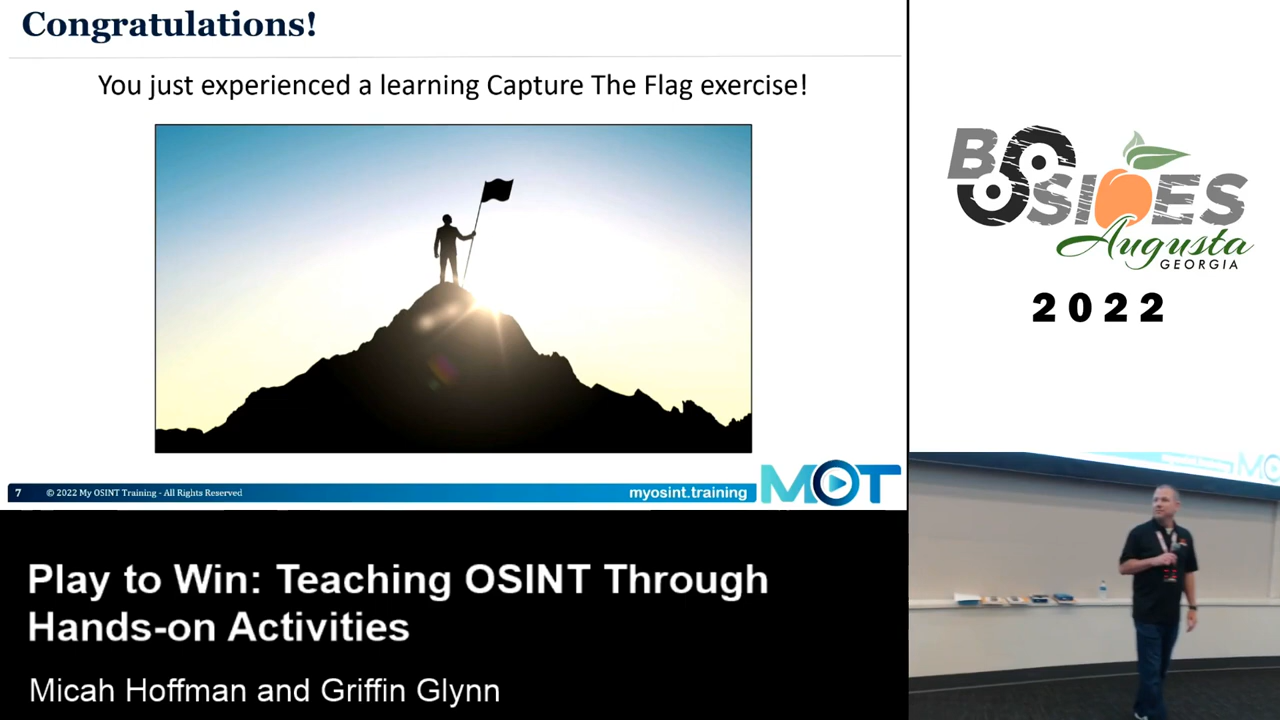 Congratulations!
You just experienced a learning Capture The Flag exercise!
7 © 2022 My OSINT Training - All Rights Reserved
myosint.training
MOT
BSIDES
Augusta
GEORGIA
2022
Play to Win: Teaching OSINT Through
Hands-on Activities
Micah Hoffman and Griffin Glynn